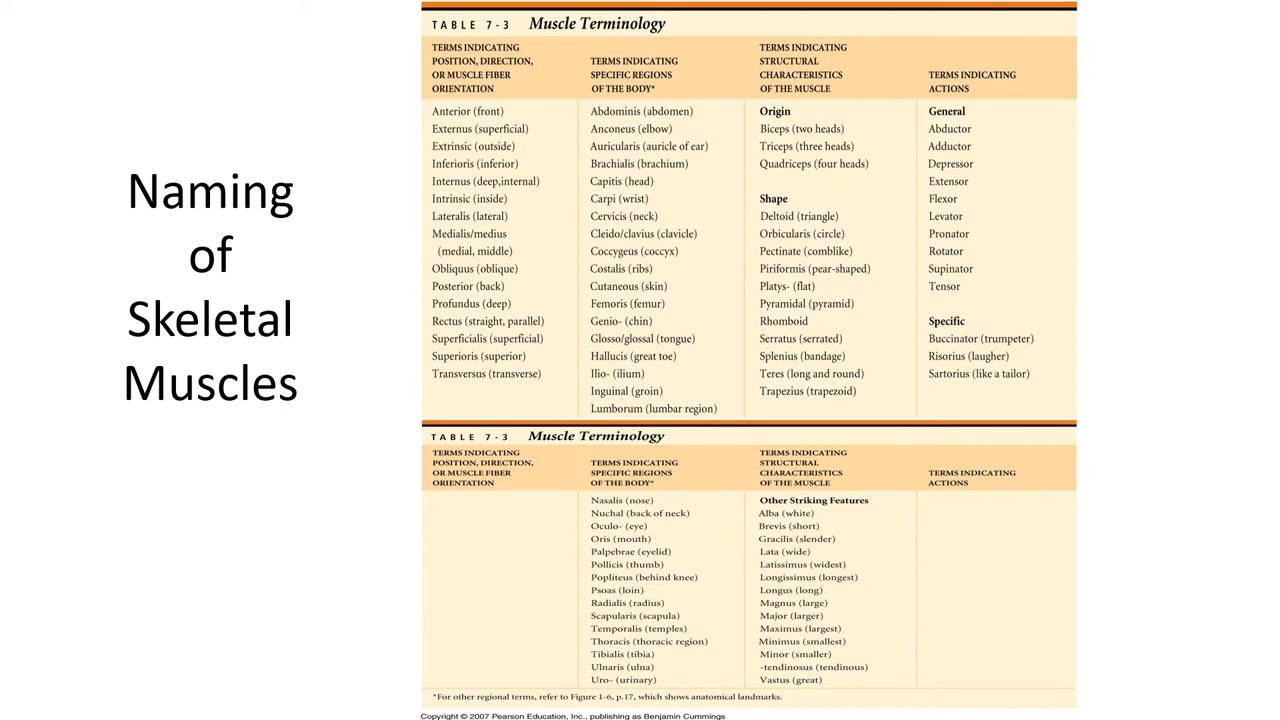 Naming
of
Skeletal
Muscles
TABLE 7-3 Muscle Terminology
TERMS INDICATING
POSITION, DIRECTION,
OR MUSCLE FIBER
ORIENTATION
TERMS INDICATING
SPECIFIC REGIONS
OF THE BODY*
TERMS INDICATING
STRUCTURAL
CHARACTERISTICS
OF THE MUSCLE
TERMS INDICATING
ACTIONS
Anterior (front)
Externus (superficial)
Extrinsic (outside)
Inferioris (inferior)
Internus (deep,internal)
Intrinsic (inside)
Lateralis (lateral)
Medialis/medius
(medial, middle)
Obliquus (oblique)
Posterior (back)
Profundus (deep)
Rectus (straight, parallel)
Superficialis (superficial)
Superioris (superior)
Transversus (transverse)
Abdominis (abdomen)
Anconeus (elbow)
Auricularis (auricle of ear)
Brachialis (brachium)
Capitis (head)
Carpi (wrist)
Cervicis (neck)
Cleido/clavius (clavicle)
Coccygeus (coccyx)
Costalis (ribs)
Cutaneous (skin)
Femoris (femur)
Genio- (chin)
Glosso/glossal (tongue)
Hallucis (great toe)
Ilio- (ilium)
Inguinal (groin)
Lumborum (lumbar region)
Origin
Biceps (two heads)
Triceps (three heads)
Quadriceps (four heads)
Shape
Deltoid (triangle)
Orbicularis (circle)
Pectinate (comblike)
Piriformis (pear-shaped)
Platys- (flat)
Pyramidal (pyramid)
Rhomboid
Serratus (serrated)
Splenius (bandage)
Teres (long and round)
Trapezius (trapezoid)
General
Abductor
Adductor
Depressor
Extensor
Flexor
Levator
Pronator
Rotator
Supinator
Tensor
Specific
Buccinator (trumpeter)
Risorius (laugher)
Sartorius (like a tailor)
TABLE 7-3 Muscle Terminology
TERMS INDICATING
POSITION, DIRECTION,
OR MUSCLE FIBER
ORIENTATION
TERMS INDICATING
SPECIFIC REGIONS
OF THE BODY*
TERMS INDICATING
STRUCTURAL
CHARACTERISTICS
OF THE MUSCLE
TERMS INDICATING
ACTIONS
Nasalis (nose)
Nuchal (back of neck)
Oculo- (eye)
Oris (mouth)
Palpebrae (eyelid)
Pollicis (thumb)
Popliteus (behind knee)
Psoas (loin)
Radialis (radius)
Scapularis (scapula)
Temporalis (temples)
Thoracis (thoracic region)
Tibialis (tibia)
Ulnaris (ulna)
Uro- (urinary)
Other Striking Features
Alba (white)
Brevis (short)
Gracilis (slender)
Lata (wide)
Latissimus (widest)
Longissimus (longest)
Longus (long)
Magnus (large)
Major (larger)
Maximus (largest)
Minimus (smallest)
Minor (smaller)
-tendinosus (tendinous)
Vastus (great)
*For other regional terms, refer to Figure 1-6, p.17, which shows anatomical landmarks.
Copyright © 2007 Pearson Education, Inc., publishing as Benjamin Cummings